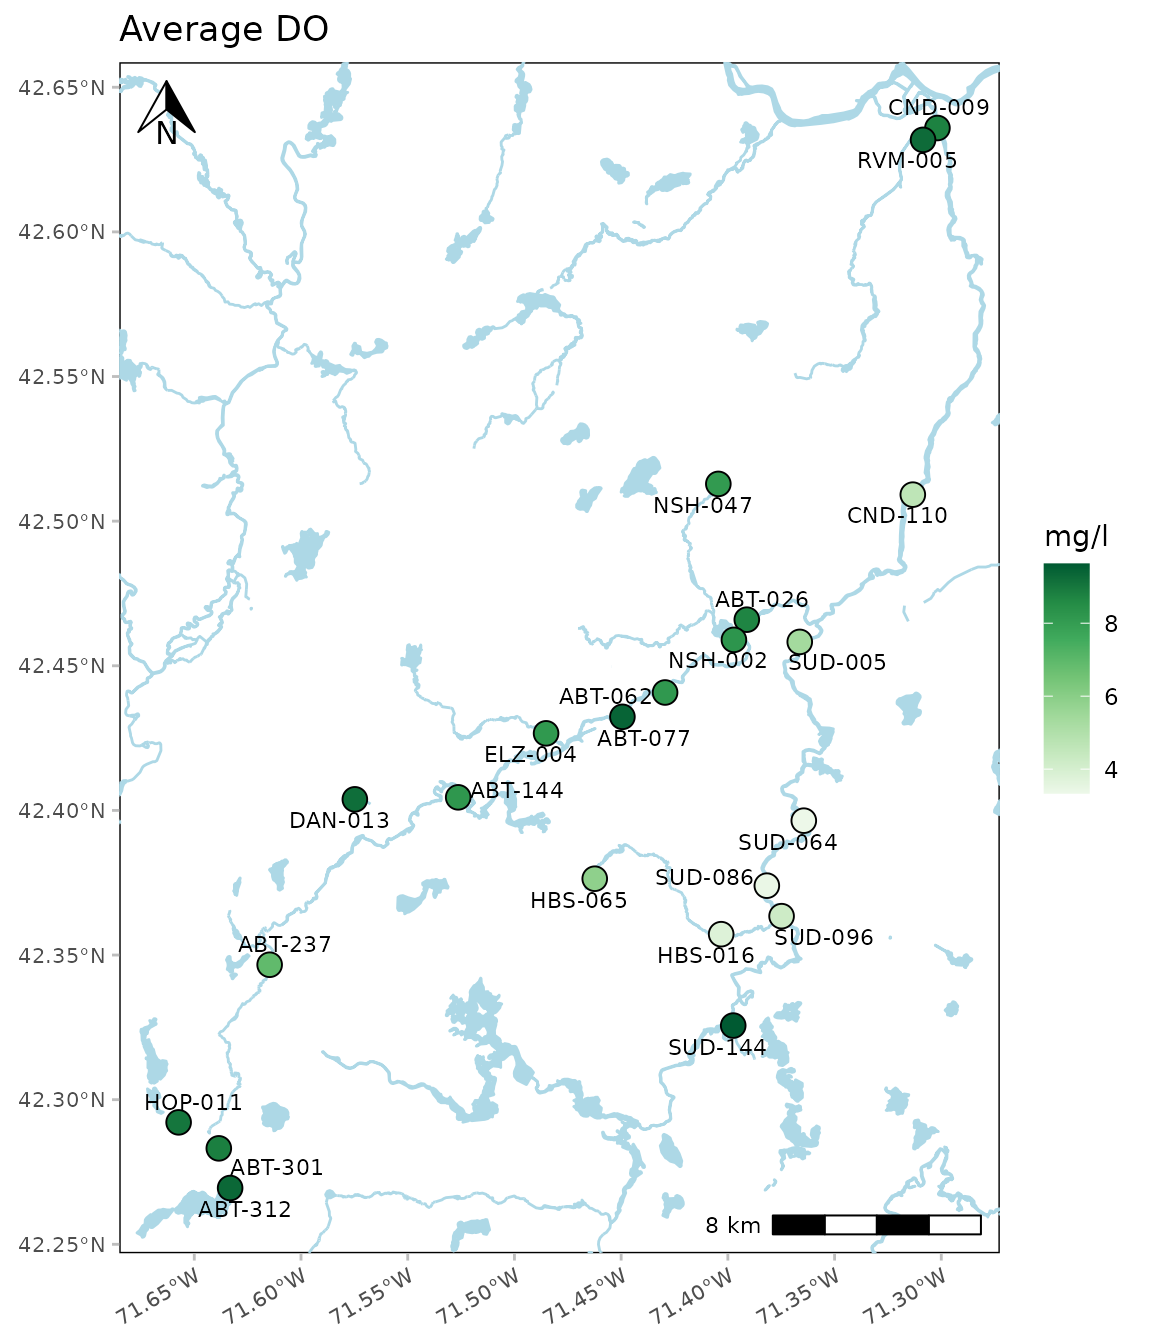 Average DO
42.65°N
N
CND-009
RVM-005
42.60°N
42.55°N
NSH-047
42.50°N
CND-110
mg/l
ABT-026
8
NSH-002
SUD-005
42.45°N
ABT-062
6
ABT-077
ELZ-004
4
ABT-144
42.40°N
DAN-013
SUD-064
SUD-086
HBS-065
SUD-096
ABT-237
42.35°N
HBS-016
SUD-144
42.30°N
HOP-011
ABT-301
ABT-312
8 km
42.25°N
71.65°W
71.60°W
71.55°W
71.50°W
71.45°W
71.40°W
71.35°W
71.30°W